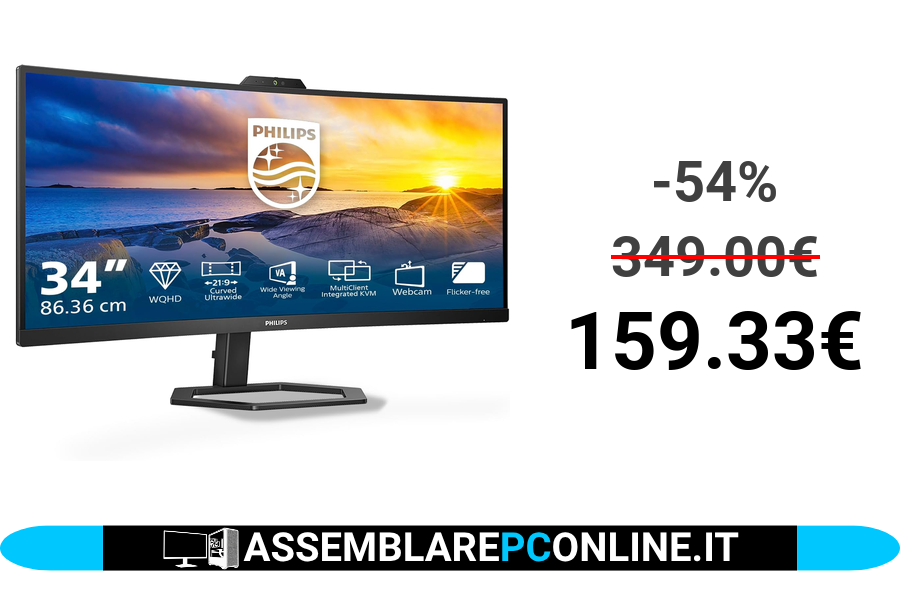 PHILIPS
34”
86.36 cm
WQHD
21:9
Curved
Ultrawide
VA
Wide Viewing
Angle
MultiClient
Integrated KVM
Webcam
Flicker-free
PHILIPS
-54%
349.00€
159.33€
ASSEMBLAREPCONLINE.IT